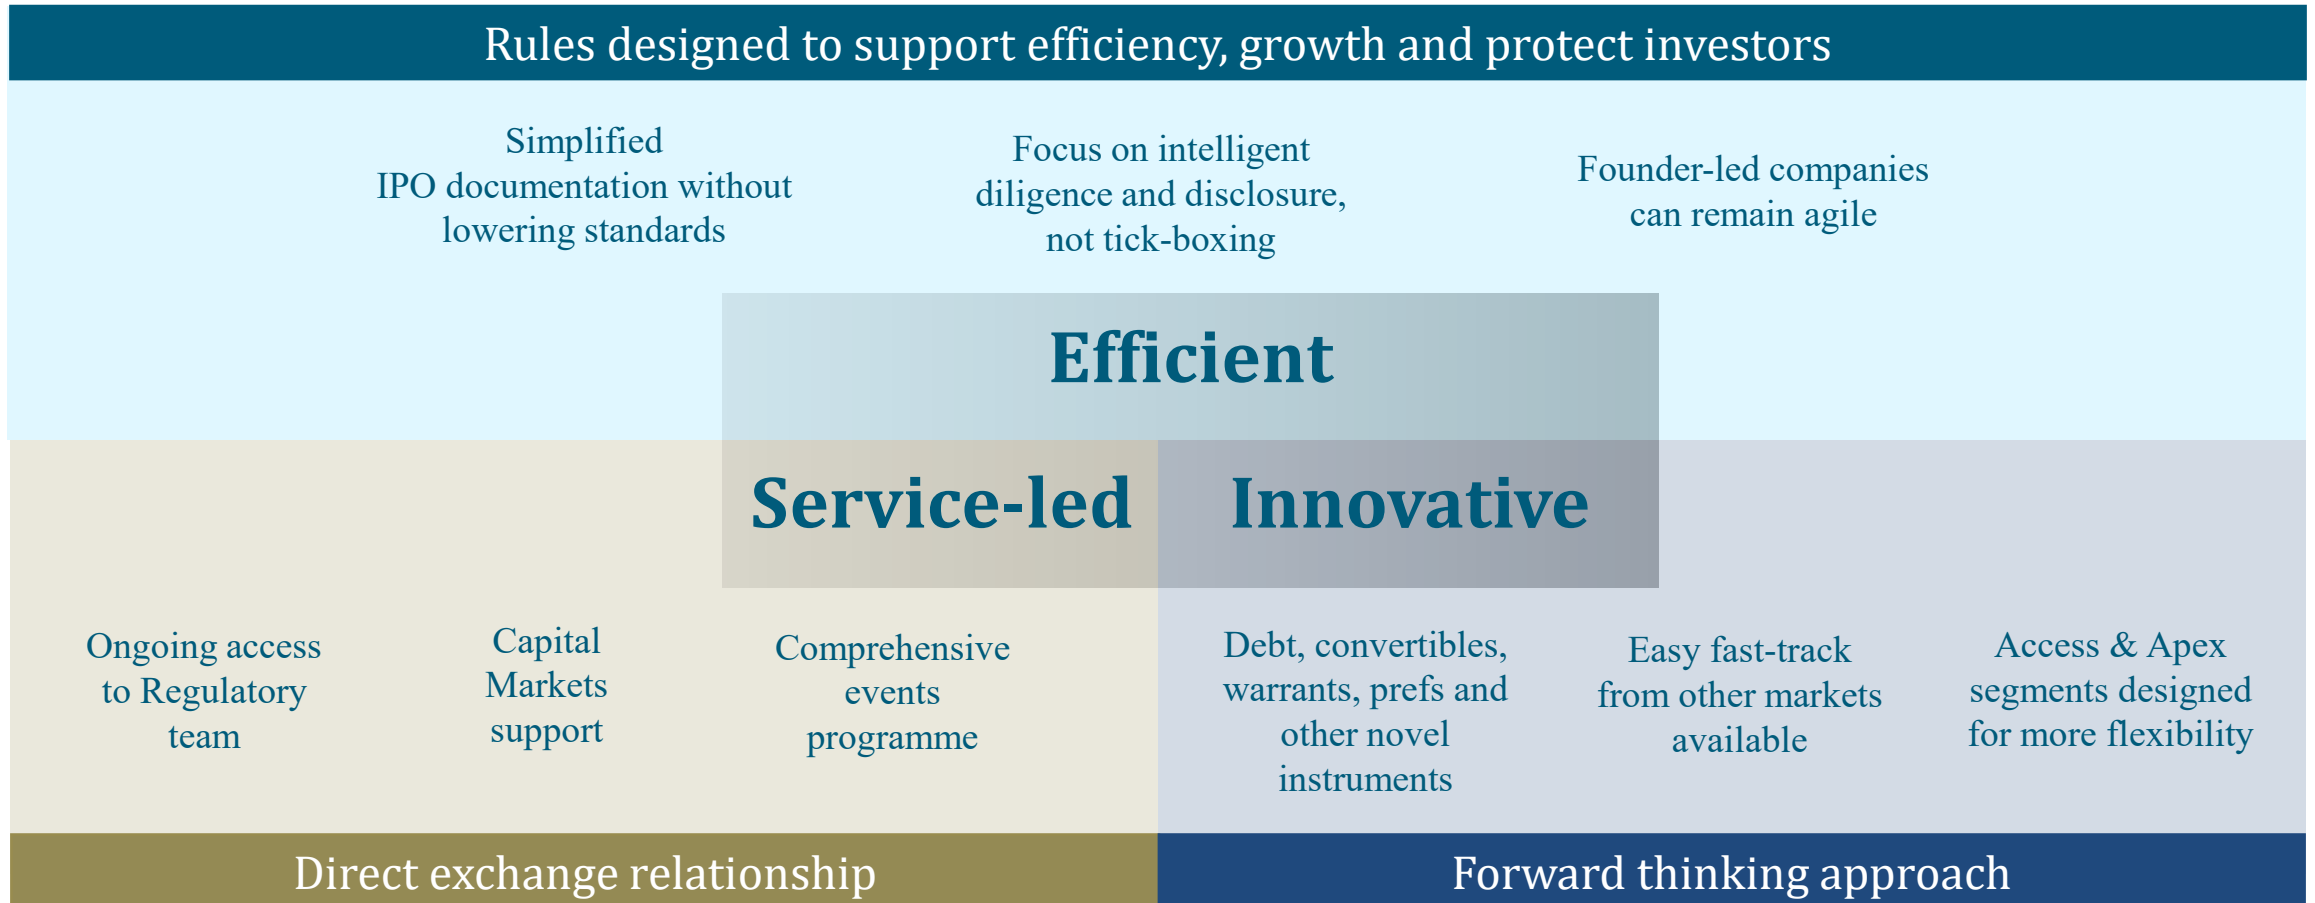 Rules designed to support efficiency, growth and protect investors
Simplified
IPO documentation without
lowering standards
Focus on intelligent
diligence and disclosure,
not tick-boxing
Founder-led companies
can remain agile
Efficient
Service-led
Innovative
Ongoing access
to Regulatory
team
Capital
Markets
support
Comprehensive
events
programme
Debt, convertibles,
warrants, prefs and
other novel
instruments
Easy fast-track
from other markets
available
Access & Apex
segments designed
for more flexibility
Direct exchange relationship
Forward thinking approach